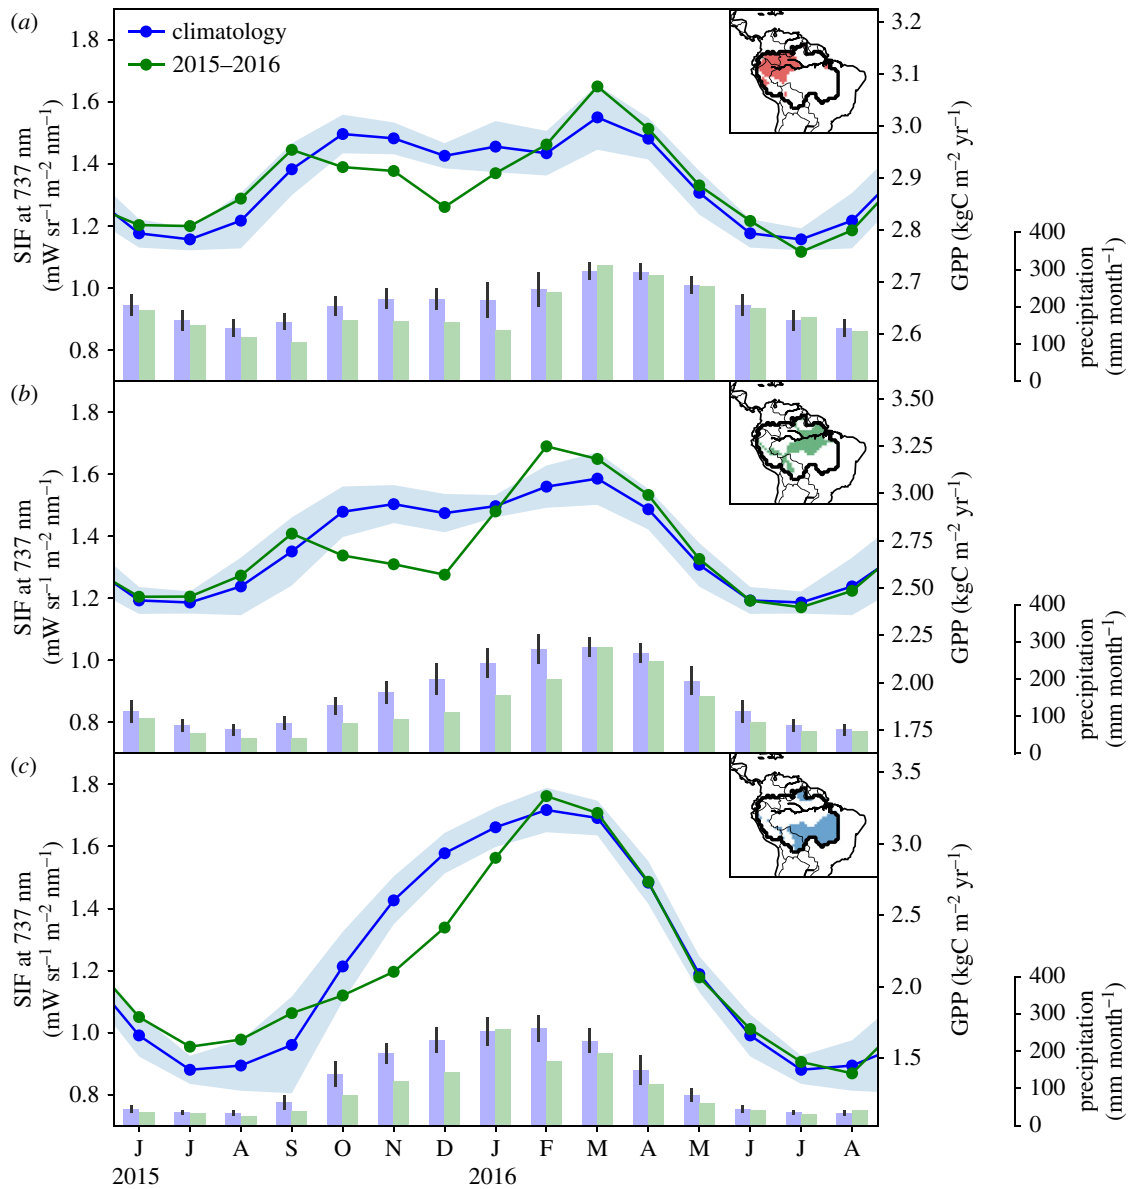 (a)
climatology
2015–2016
1.8
1.6
1.4
1.2
1.0
0.8
SIF at 737 nm
(mW sr⁻¹ m⁻² nm⁻¹)
3.2
3.1
3.0
2.9
2.8
2.7
2.6
GPP (kgC m⁻² yr⁻¹)
400
300
200
100
0
precipitation
(mm month⁻¹)
(b)
1.8
1.6
1.4
1.2
1.0
0.8
SIF at 737 nm
(mW sr⁻¹ m⁻² nm⁻¹)
3.50
3.25
3.00
2.75
2.50
2.25
2.00
1.75
GPP (kgC m⁻² yr⁻¹)
400
300
200
100
0
precipitation
(mm month⁻¹)
(c)
1.8
1.6
1.4
1.2
1.0
0.8
SIF at 737 nm
(mW sr⁻¹ m⁻² nm⁻¹)
3.5
3.0
2.5
2.0
1.5
GPP (kgC m⁻² yr⁻¹)
400
300
200
100
0
precipitation
(mm month⁻¹)
J J A S O N D J F M A M J J A
2015 2016